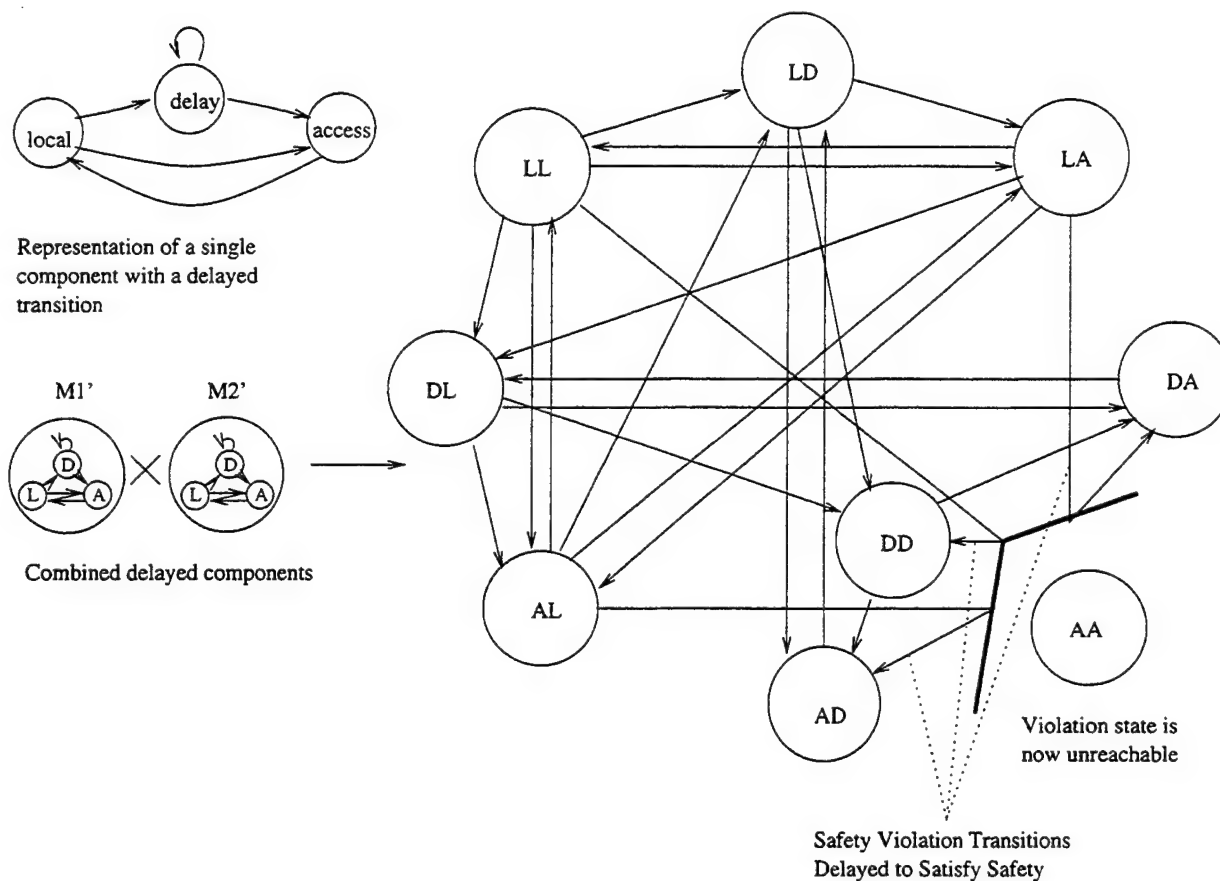 delay
local
access
Representation of a single
component with a delayed
transition
M1'
M2'
D
L
A
D
L
A
Combined delayed components
LD
LL
LA
DL
DA
DD
AL
AA
AD
Violation state is
now unreachable
Safety Violation Transitions
Delayed to Satisfy Safety